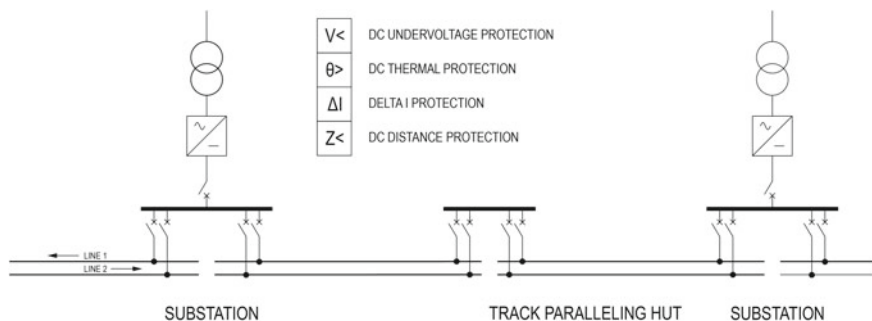 V< DC UNDERVOLTAGE PROTECTION
θ> DC THERMAL PROTECTION
ΔI DELTA I PROTECTION
Z< DC DISTANCE PROTECTION
LINE 1
LINE 2
SUBSTATION TRACK PARALLELING HUT SUBSTATION